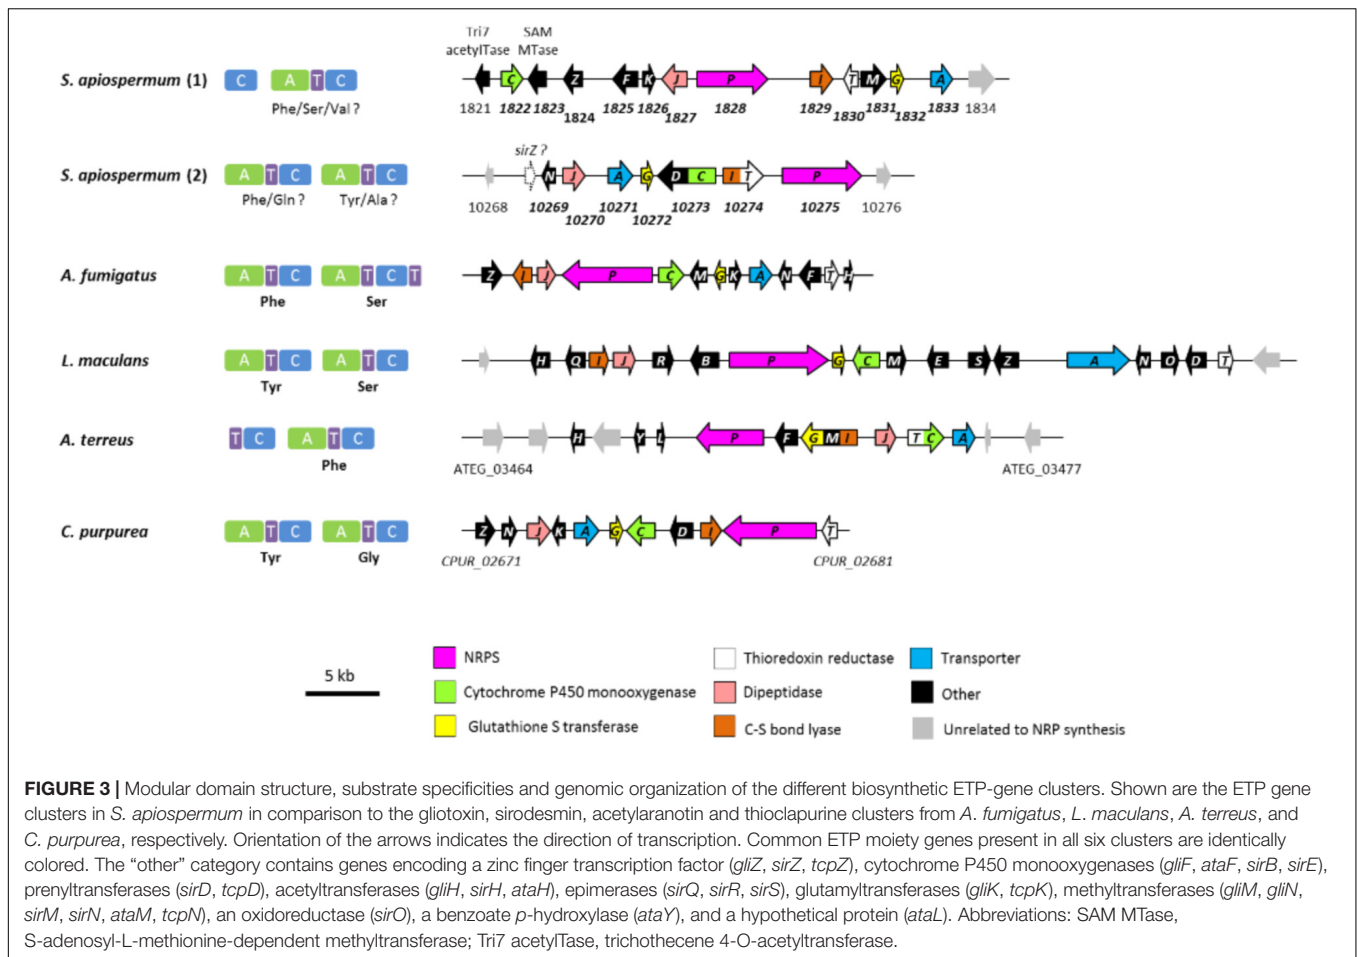 Tri7 SAM
acetylTase MTase
S. apiospermum (1) C A T C C Z F K J P I T M G A
Phe/Ser/Val ? 1821 1822 1823 1824 1825 1826 1827 1828 1829 1830 1831 1832 1833 1834
sirZ ?
S. apiospermum (2) A T C A T C N J A G D C I T P
Phe/Gln ? Tyr/Ala ? 10268 10269 10270 10271 10272 10273 10274 10275 10276
A. fumigatus A T C A T C T Z I J P C M G K A N F T H
Phe Ser
L. maculans A T C A T C H Q I J R B P G C M E S Z A N O D T
Tyr Ser
A. terreus T C A T C H Y L P F G M I J T C A
Phe ATEG_03464 ATEG_03477
C. purpurea A T C A T C Z N J K A G C D I P T
Tyr Gly CPUR_02671 CPUR_02681
5 kb
NRPS Thioredoxin reductase Transporter
Cytochrome P450 monooxygenase Dipeptidase Other
Glutathione S transferase C-S bond lyase Unrelated to NRP synthesis
FIGURE 3 | Modular domain structure, substrate specificities and genomic organization of the different biosynthetic ETP-gene clusters. Shown are the ETP gene
clusters in S. apiospermum in comparison to the gliotoxin, sirodesmin, acetylaranotin and thioclapurine clusters from A. fumigatus, L. maculans, A. terreus, and
C. purpurea, respectively. Orientation of the arrows indicates the direction of transcription. Common ETP moiety genes present in all six clusters are identically
colored. The “other” category contains genes encoding a zinc finger transcription factor (gliZ, sirZ, tcpZ), cytochrome P450 monooxygenases (gliF, ataF, sirB, sirE),
prenyltransferases (sirD, tcpD), acetyltransferases (gliH, sirH, ataH), epimerases (sirQ, sirR, sirS), glutamyltransferases (gliK, tcpK), methyltransferases (gliM, gliN,
sirM, sirN, ataM, tcpN), an oxidoreductase (sirO), a benzoate p-hydroxylase (ataY), and a hypothetical protein (ataL). Abbreviations: SAM MTase,
S-adenosyl-L-methionine-dependent methyltransferase; Tri7 acetylTase, trichothecene 4-O-acetyltransferase.